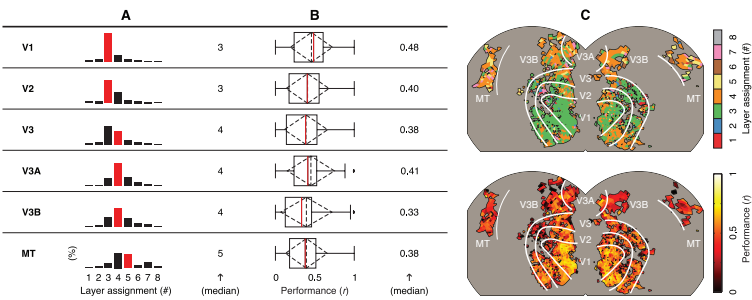 A
B
C
V1
3
0.48
V2
3
0.40
V3
4
0.38
V3A
4
0.41
V3B
4
0.33
MT
(%)
5
0.38
1 2 3 4 5 6 7 8
Layer assignment (#)
↑
(median)
0 0.5 1
Performance (r)
↑
(median)
V3A
V3B
V3B
V3
V2
V1
MT
MT
8
7
6
5
4
3
2
1
Layer assignment (#)
V3A
V3B
V3B
V3
V2
V1
MT
MT
1
0.5
0
Performance (r)